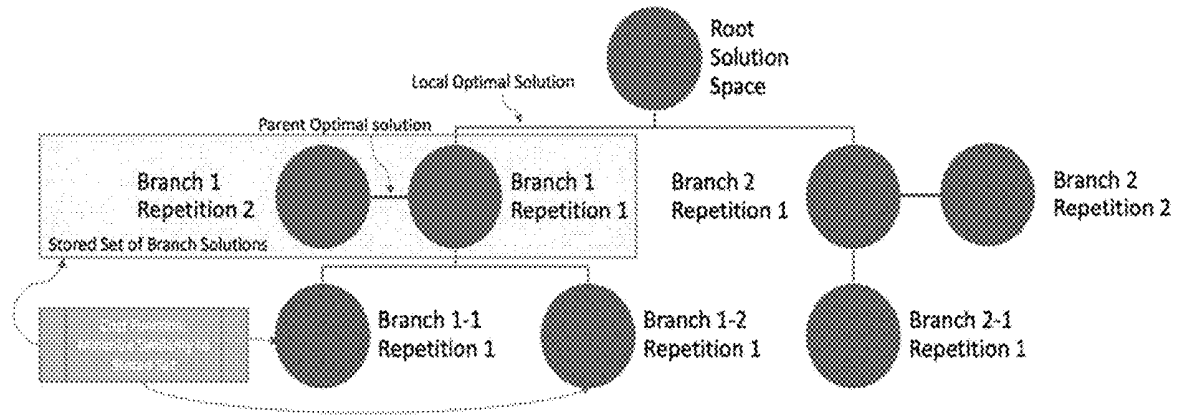 Root
Solution
Space
Local Optimal Solution
Parent Optimal solution
Branch 1
Repetition 2
Branch 1
Repetition 1
Branch 2
Repetition 1
Branch 2
Repetition 2
Stored Set of Branch Solutions
Branch 1-1
Repetition 1
Branch 1-2
Repetition 1
Branch 2-1
Repetition 1